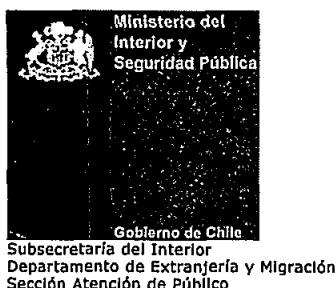 Ministerio del
Interior y
Seguridad Pública
Gobierno de Chile
Subsecretaría del Interior
Departamento de Extranjería y Migración
Sección Atención de Público